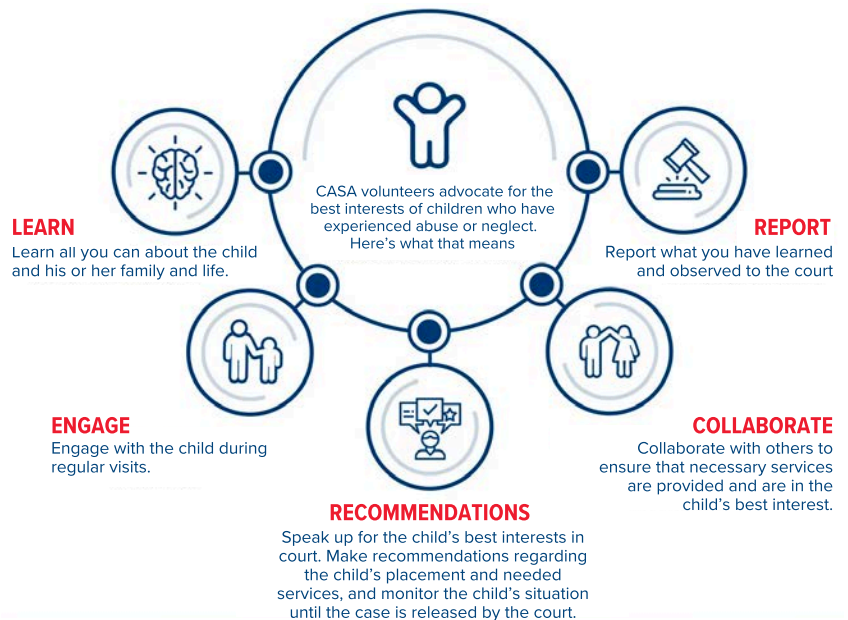 CASA volunteers advocate for the
best interests of children who have
experienced abuse or neglect.
Here's what that means
LEARN
Learn all you can about the child
and his or her family and life.
REPORT
Report what you have learned
and observed to the court
ENGAGE
Engage with the child during
regular visits.
COLLABORATE
Collaborate with others to
ensure that necessary services
are provided and are in the
child's best interest.
RECOMMENDATIONS
Speak up for the child's best interests in
court. Make recommendations regarding
the child's placement and needed
services, and monitor the child's situation
until the case is released by the court.